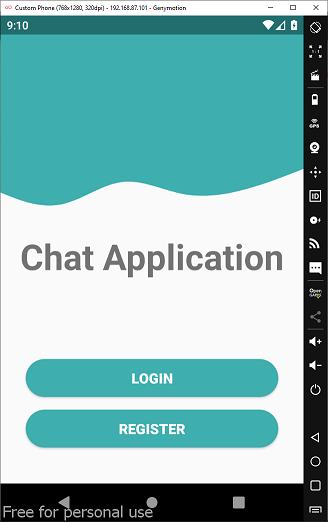 Custom Phone (768x1280, 320dpi) - 192.168.87.101 - Genymotion
9:10
GPS
ID
Open
GAPPS
Chat Application
LOGIN
REGISTER
Free for personal use